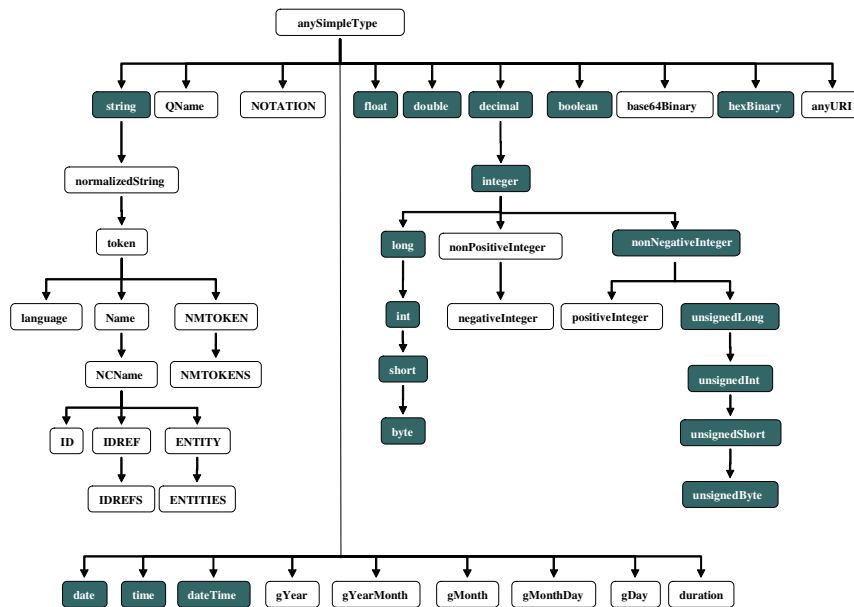 anySimpleType
string QName NOTATION float double decimal boolean base64Binary hexBinary anyURI
normalizedString integer
token long nonPositiveInteger nonNegativeInteger
language Name NMTOKEN int negativeInteger positiveInteger unsignedLong
NCName NMTOKENS short unsignedInt
ID IDREF ENTITY byte unsignedShort
IDREFS ENTITIES unsignedByte
date time dateTime gYear gYearMonth gMonth gMonthDay gDay duration